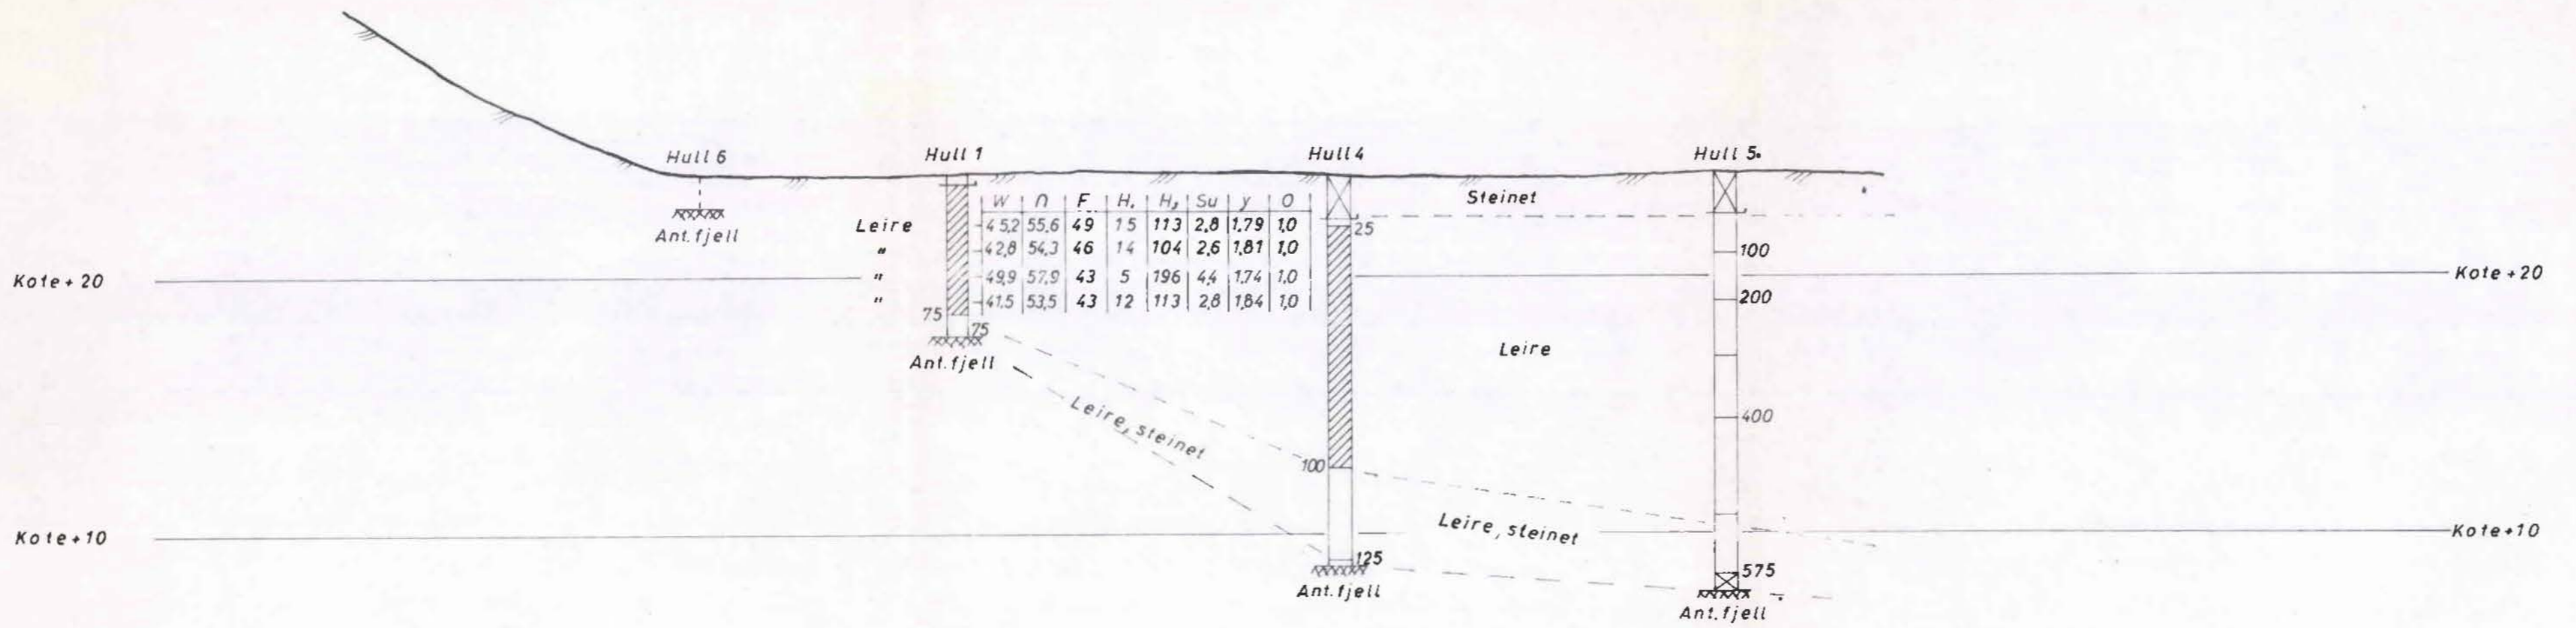 Hull 6
Hull 1
Hull 4
Hull 5.
W n F H₁ H₃ Su γ O
Leire 45,2 55,6 49 15 113 2,8 1,79 1,0
" 42,8 54,3 46 14 104 2,6 1,81 1,0
" 49,9 57,9 43 5 196 4,4 1,74 1,0
" 41,5 53,5 43 12 113 2,8 1,84 1,0
Steinet
25
Ant. fjell
100
Kote + 20
Kote + 20
200
75
75
Ant. fjell
Leire
Leire, steinet
400
100
Leire, steinet
Kote + 10
Kote + 10
125
575
Ant. fjell
Ant. fjell